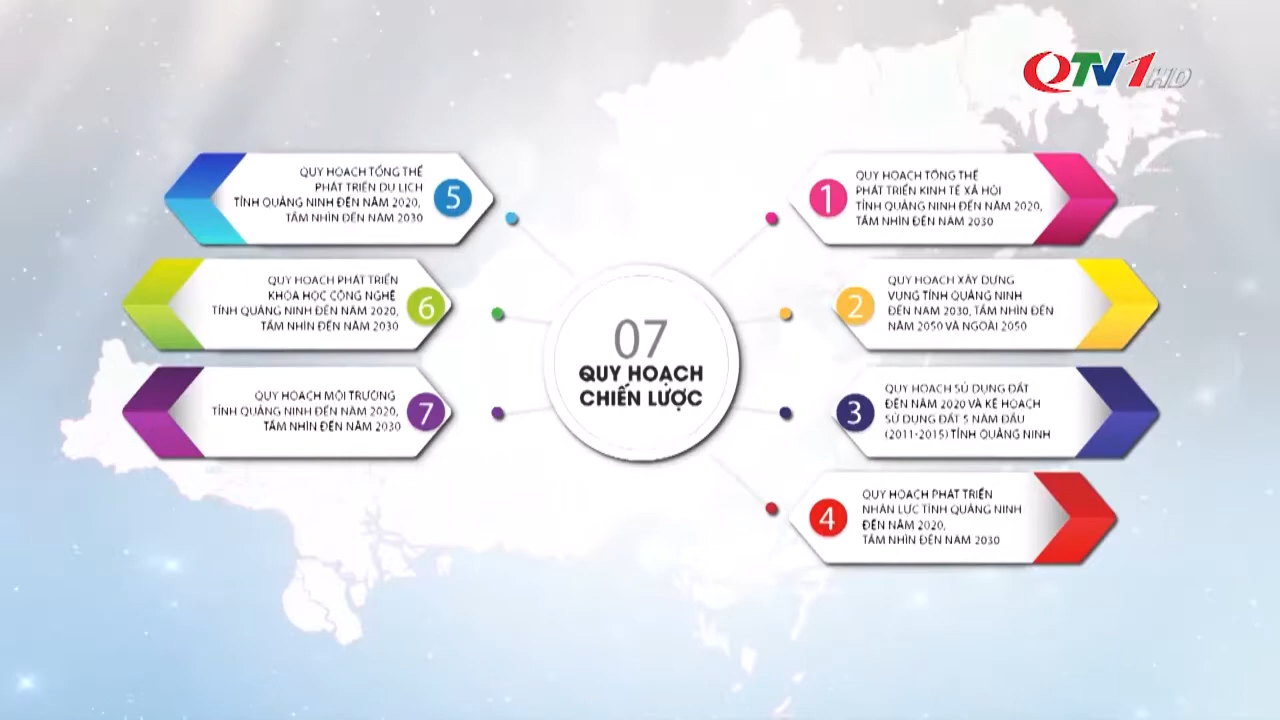 QTV1HD
07
QUY HOẠCH
CHIẾN LƯỢC
1
QUY HOẠCH TỔNG THỂ
PHÁT TRIỂN KINH TẾ XÃ HỘI
TỈNH QUẢNG NINH ĐẾN NĂM 2020,
TẦM NHÌN ĐẾN NĂM 2030
2
QUY HOẠCH XÂY DỰNG
VÙNG TỈNH QUẢNG NINH
ĐẾN NĂM 2030, TẦM NHÌN ĐẾN
NĂM 2050 VÀ NGOÀI 2050
3
QUY HOẠCH SỬ DỤNG ĐẤT
ĐẾN NĂM 2020 VÀ KẾ HOẠCH
SỬ DỤNG ĐẤT 5 NĂM ĐẦU
(2011-2015) TỈNH QUẢNG NINH
4
QUY HOẠCH PHÁT TRIỂN
NHÂN LỰC TỈNH QUẢNG NINH
ĐẾN NĂM 2020,
TẦM NHÌN ĐẾN NĂM 2030
5
QUY HOẠCH TỔNG THỂ
PHÁT TRIỂN DU LỊCH
TỈNH QUẢNG NINH ĐẾN NĂM 2020,
TẦM NHÌN ĐẾN NĂM 2030
6
QUY HOẠCH PHÁT TRIỂN
KHOA HỌC CÔNG NGHỆ
TỈNH QUẢNG NINH ĐẾN NĂM 2020,
TẦM NHÌN ĐẾN NĂM 2030
7
QUY HOẠCH MÔI TRƯỜNG
TỈNH QUẢNG NINH ĐẾN NĂM 2020,
TẦM NHÌN ĐẾN NĂM 2030